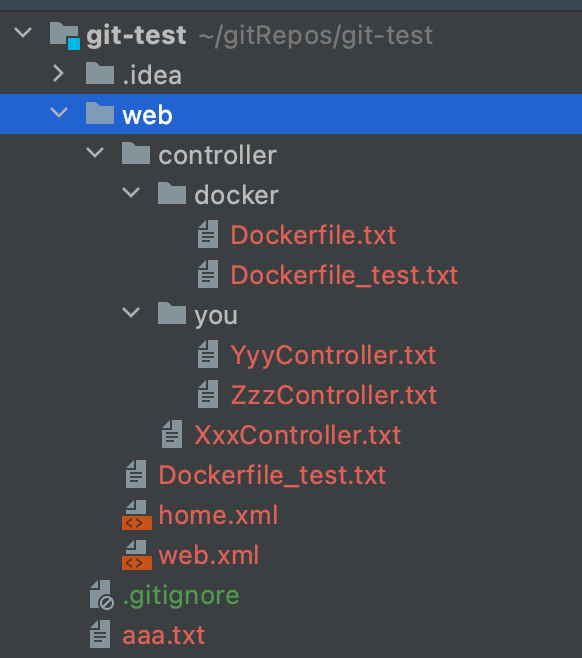 git-test ~/gitRepos/git-test
.idea
web
controller
docker
Dockerfile.txt
Dockerfile_test.txt
you
YyyController.txt
ZzzController.txt
XxxController.txt
Dockerfile_test.txt
home.xml
web.xml
.gitignore
aaa.txt